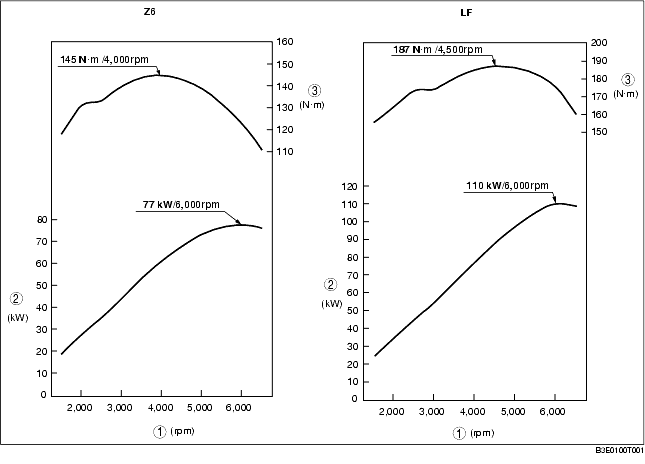 Z6
145 N·m /4,000rpm
160
150
140
130
120
110
③
(N·m)
77 kW/6,000rpm
80
70
60
50
40
30
20
10
0
②
(kW)
2,000 3,000 4,000 5,000 6,000
① (rpm)
LF
187 N·m /4,500rpm
200
190
180
170
160
150
③
(N·m)
110 kW/6,000rpm
120
110
100
90
80
70
60
50
40
30
20
10
0
②
(kW)
2,000 3,000 4,000 5,000 6,000
① (rpm)
B3E0100T001